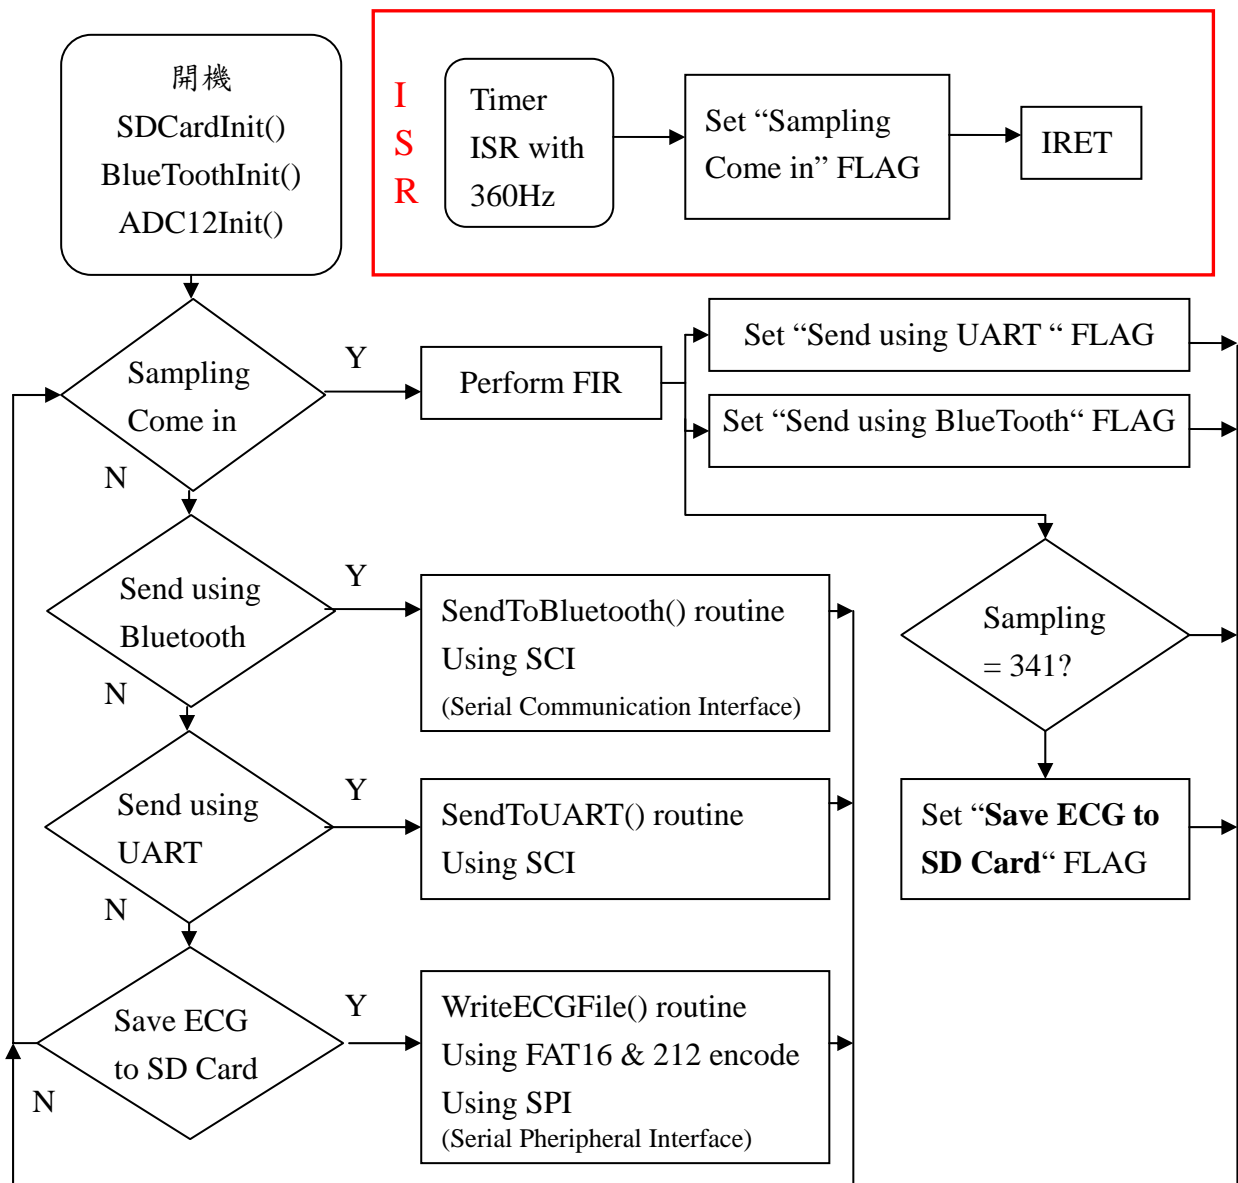 開機
SDCardInit()
BlueToothInit()
ADC12Init()
I
S
R
Timer
ISR with
360Hz
Set “Sampling
Come in” FLAG
IRET
Sampling
Come in
Y
N
Perform FIR
Set “Send using UART “ FLAG
Set “Send using BlueTooth“ FLAG
Send using
Bluetooth
Y
N
SendToBluetooth() routine
Using SCI
(Serial Communication Interface)
Sampling
= 341?
Send using
UART
Y
N
SendToUART() routine
Using SCI
Set “Save ECG to
SD Card“ FLAG
Save ECG
to SD Card
Y
N
WriteECGFile() routine
Using FAT16 & 212 encode
Using SPI
(Serial Pheripheral Interface)